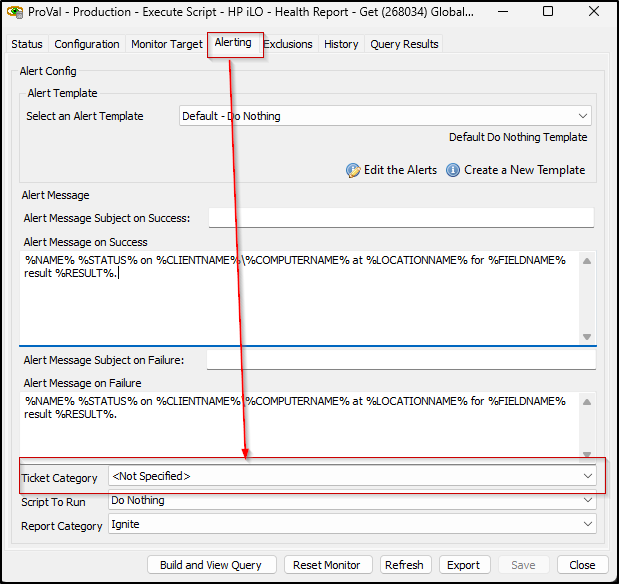 ProVal - Production - Execute Script - HP iLO - Health Report - Get (268034) Global...
Status Configuration Monitor Target Alerting Exclusions History Query Results
Alert Config
Alert Template
Select an Alert Template Default - Do Nothing
Default Do Nothing Template
Edit the Alerts Create a New Template
Alert Message
Alert Message Subject on Success:
Alert Message on Success
%NAME% %STATUS% on %CLIENTNAME%\%COMPUTERNAME% at %LOCATIONNAME% for %FIELDNAME%
result %RESULT%.
Alert Message Subject on Failure:
Alert Message on Failure
%NAME% %STATUS% on %CLIENTNAME%\%COMPUTERNAME% at %LOCATIONNAME% for %FIELDNAME%
result %RESULT%.
Ticket Category <Not Specified>
Script To Run Do Nothing
Report Category Ignite
Build and View Query Reset Monitor Refresh Export Save Close